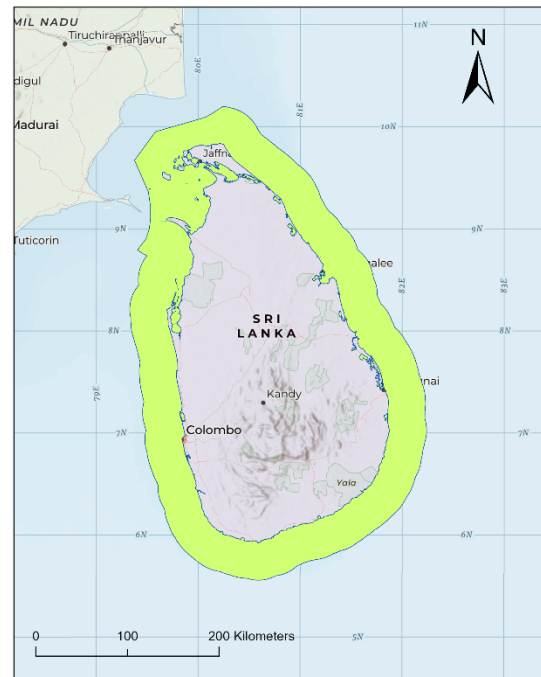 MIL NADU
11N
Tiruchirappalli
Thanjavur
80E
81E
N
digul
Madurai
10N
Jaffna
9N
9N
Tuticorin
alee
82E
83E
SRI
LANKA
8N
8N
79E
Kandy
nai
Colombo
7N
7N
Yala
6N
6N
0
100
200 Kilometers
5N